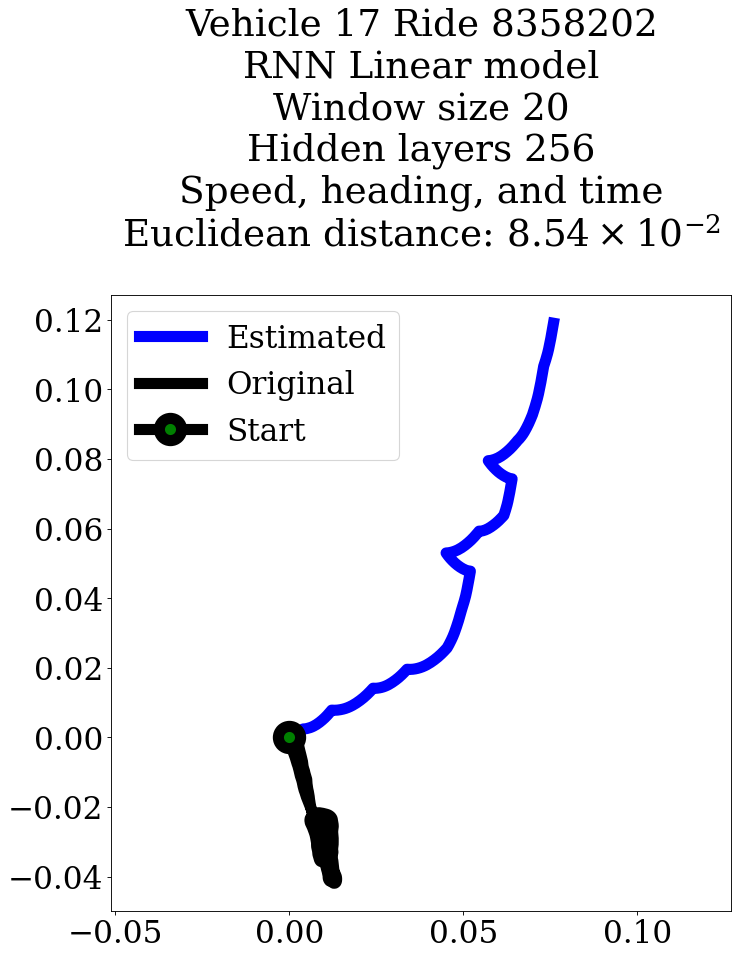 Vehicle 17 Ride 8358202
RNN Linear model
Window size 20
Hidden layers 256
Speed, heading, and time
Euclidean distance: 8.54 × 10⁻²
Estimated
Original
Start
0.12
0.10
0.08
0.06
0.04
0.02
0.00
−0.02
−0.04
−0.05 0.00 0.05 0.10